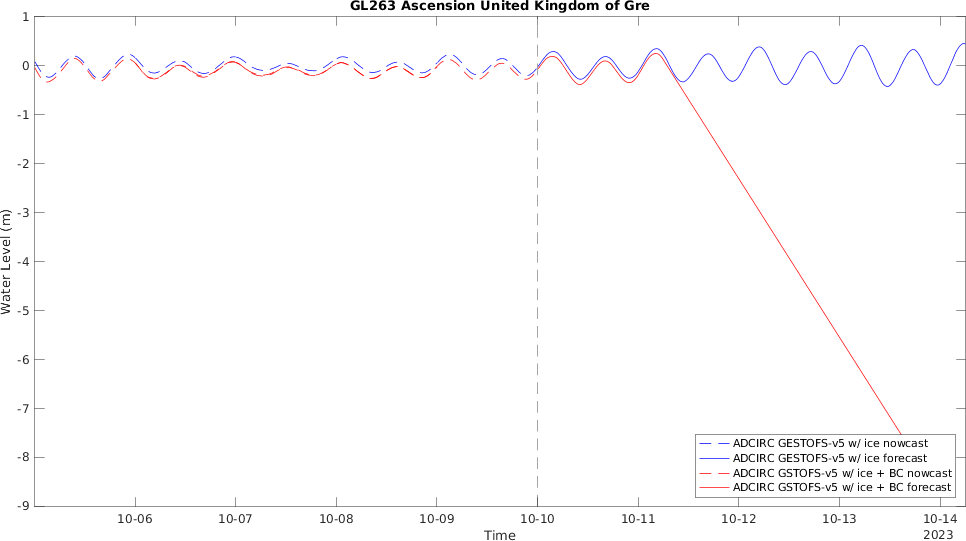 GL263 Ascension United Kingdom of Gre
1
0
-1
-2
-3
-4
-5
-6
-7
-8
-9
Water Level (m)
ADCIRC GESTOFS-v5 w/ ice nowcast
ADCIRC GESTOFS-v5 w/ ice forecast
ADCIRC GSTOFS-v5 w/ ice + BC nowcast
ADCIRC GSTOFS-v5 w/ ice + BC forecast
10-06 10-07 10-08 10-09 10-10 10-11 10-12 10-13 10-14
2023
Time